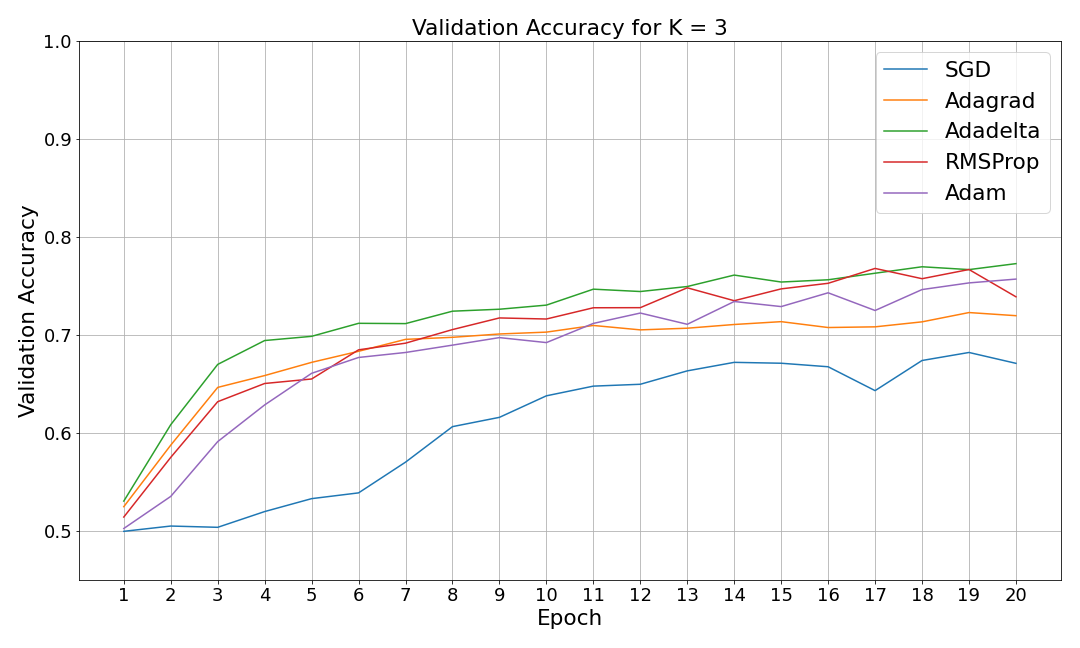 Validation Accuracy for K = 3
1.0
0.9
0.8
0.7
0.6
0.5
Validation Accuracy
SGD
Adagrad
Adadelta
RMSProp
Adam
1 2 3 4 5 6 7 8 9 10 11 12 13 14 15 16 17 18 19 20
Epoch